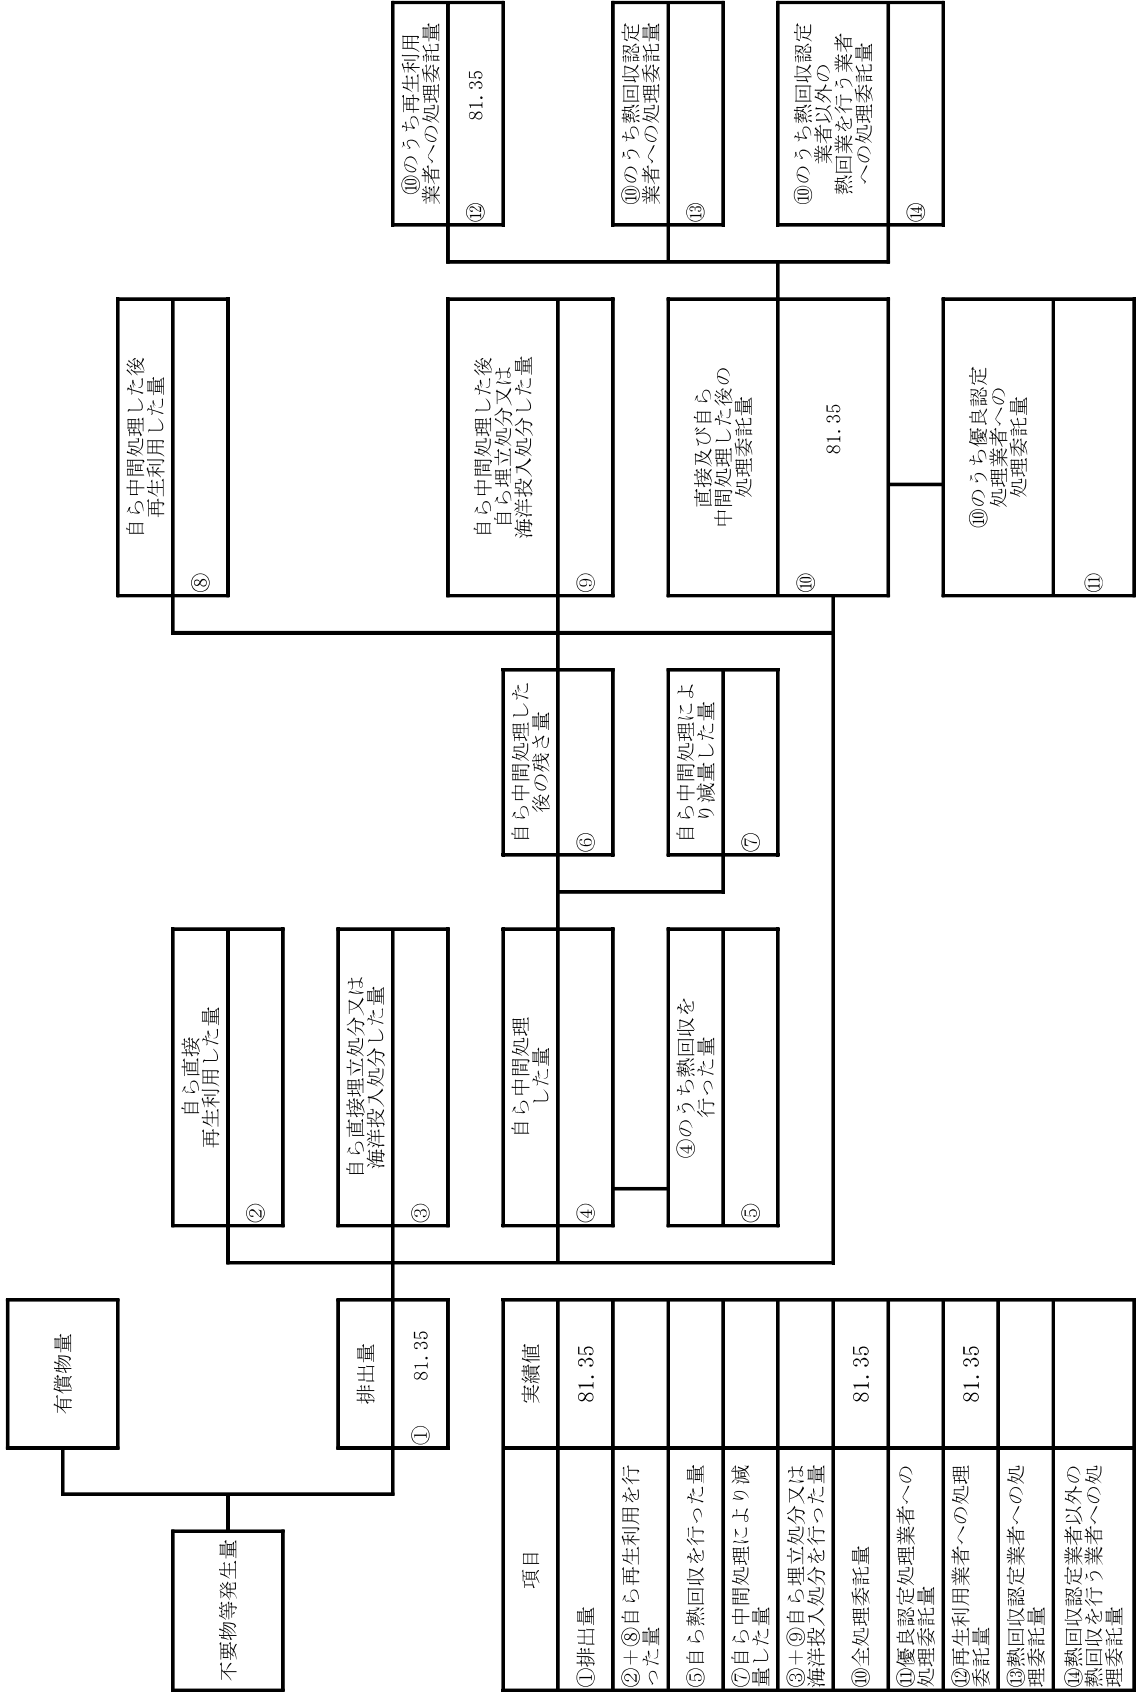 有償物量
不要物等発生量
排出量
①
81.35
自ら直接
再生利用した量
②
自ら直接埋立処分又は
海洋投入処分した量
③
自ら中間処理
した量
④
④のうち熱回収を
行った量
⑤
自ら中間処理した
後の残さ量
⑥
自ら中間処理によ
り減量した量
⑦
自ら中間処理した後
再生利用した量
⑧
自ら中間処理した後
自ら埋立処分又は
海洋投入処分した量
⑨
直接及び自ら
中間処理した後の
処理委託量
⑩
81.35
⑩のうち優良認定
処理業者への
処理委託量
⑪
⑩のうち再生利用
業者への処理委託量
⑫
81.35
⑩のうち熱回収認定
業者への処理委託量
⑬
⑩のうち熱回収認定
業者以外の
熱回業を行う業者
への処理委託量
⑭
項目
実績値
①排出量
81.35
②+⑧自ら再生利用を行
った量
⑤自ら熱回収を行った量
⑦自ら中間処理により減
量した量
③+⑨自ら埋立処分又は
海洋投入処分を行った量
⑩全処理委託量
81.35
⑪優良認定処理業者への
処理委託量
⑫再生利用業者への処理
委託量
81.35
⑬熱回収認定業者への処
理委託量
⑭熱回収認定業者以外の
熱回収を行う業者への処
理委託量